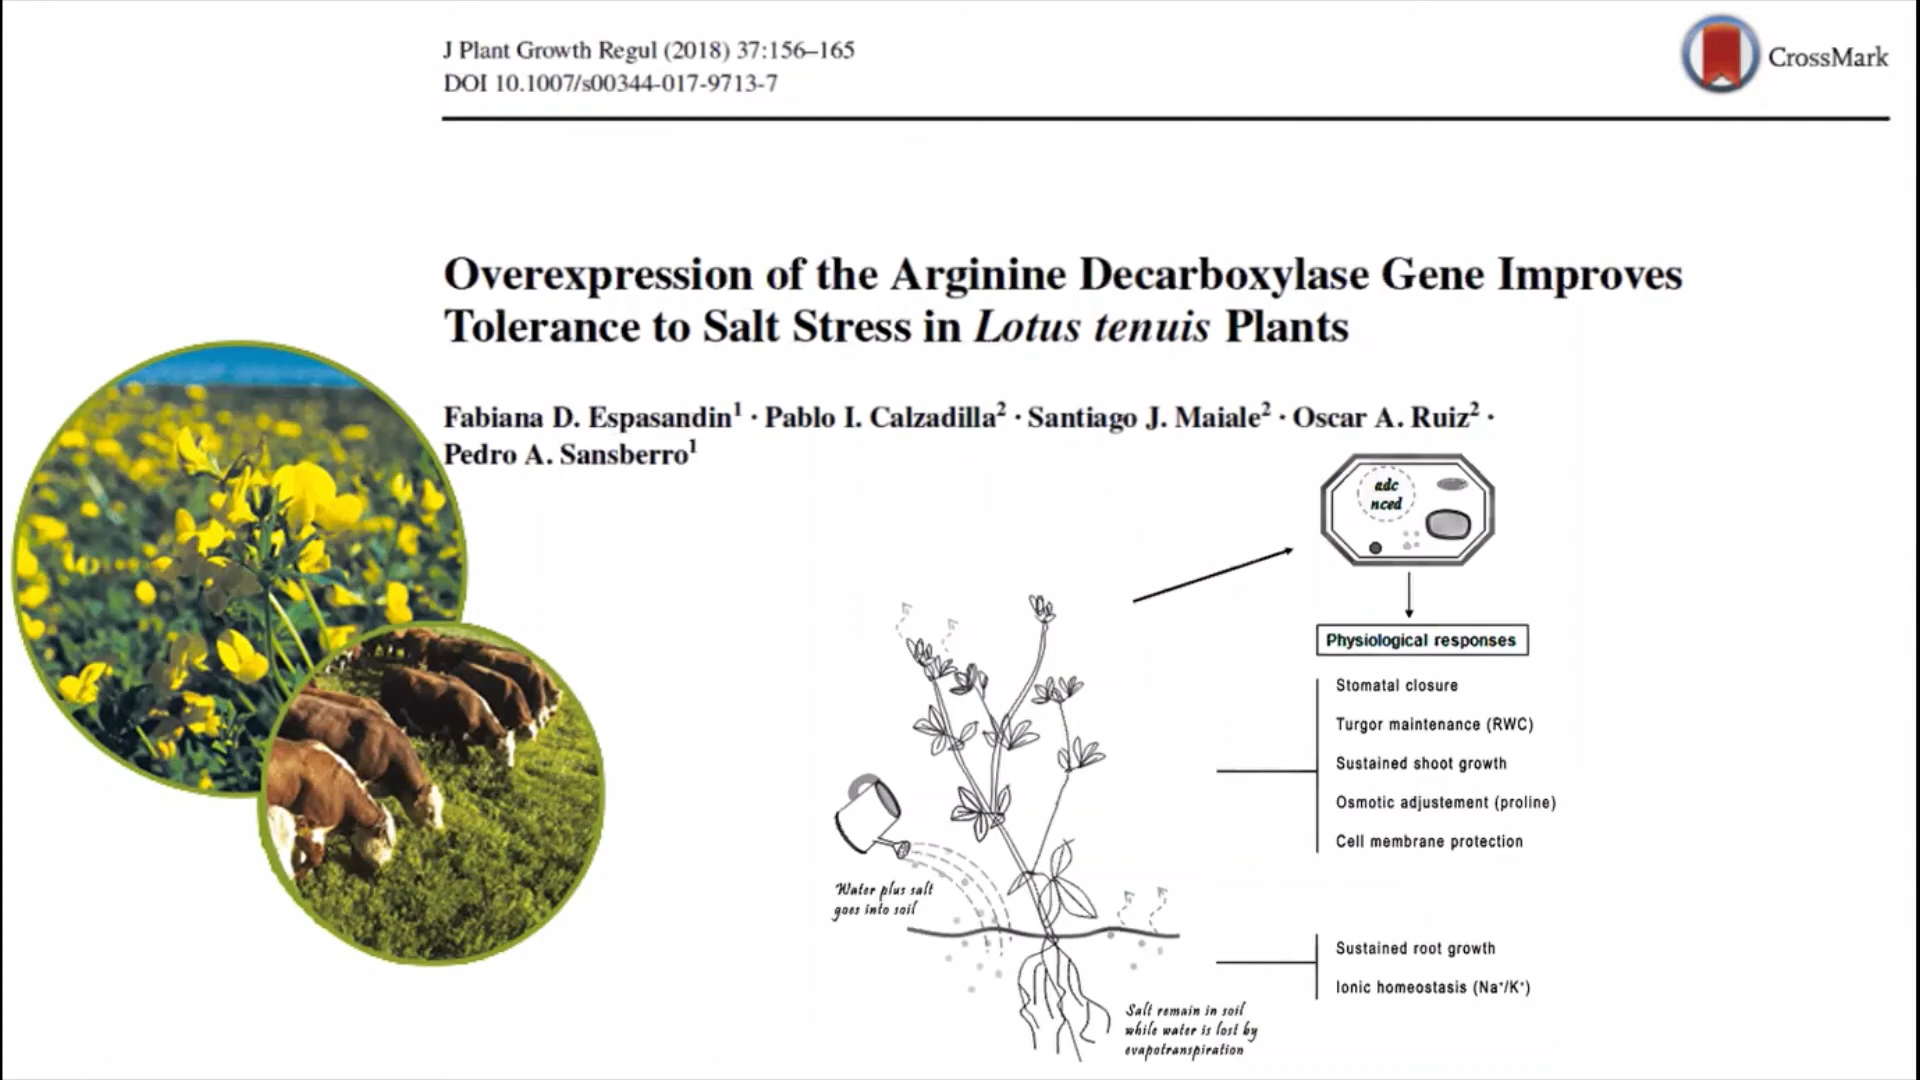 J Plant Growth Regul (2018) 37:156–165
DOI 10.1007/s00344-017-9713-7
CrossMark
Overexpression of the Arginine Decarboxylase Gene Improves
Tolerance to Salt Stress in Lotus tenuis Plants
Fabiana D. Espasandin¹ · Pablo I. Calzadilla² · Santiago J. Maiale² · Oscar A. Ruiz² ·
Pedro A. Sansberro¹
adc
nced
Physiological responses
Stomatal closure
Turgor maintenance (RWC)
Sustained shoot growth
Osmotic adjustement (proline)
Cell membrane protection
Water plus salt
goes into soil
Sustained root growth
Ionic homeostasis (Na⁺/K⁺)
Salt remain in soil
while water is lost by
evapotranspiration